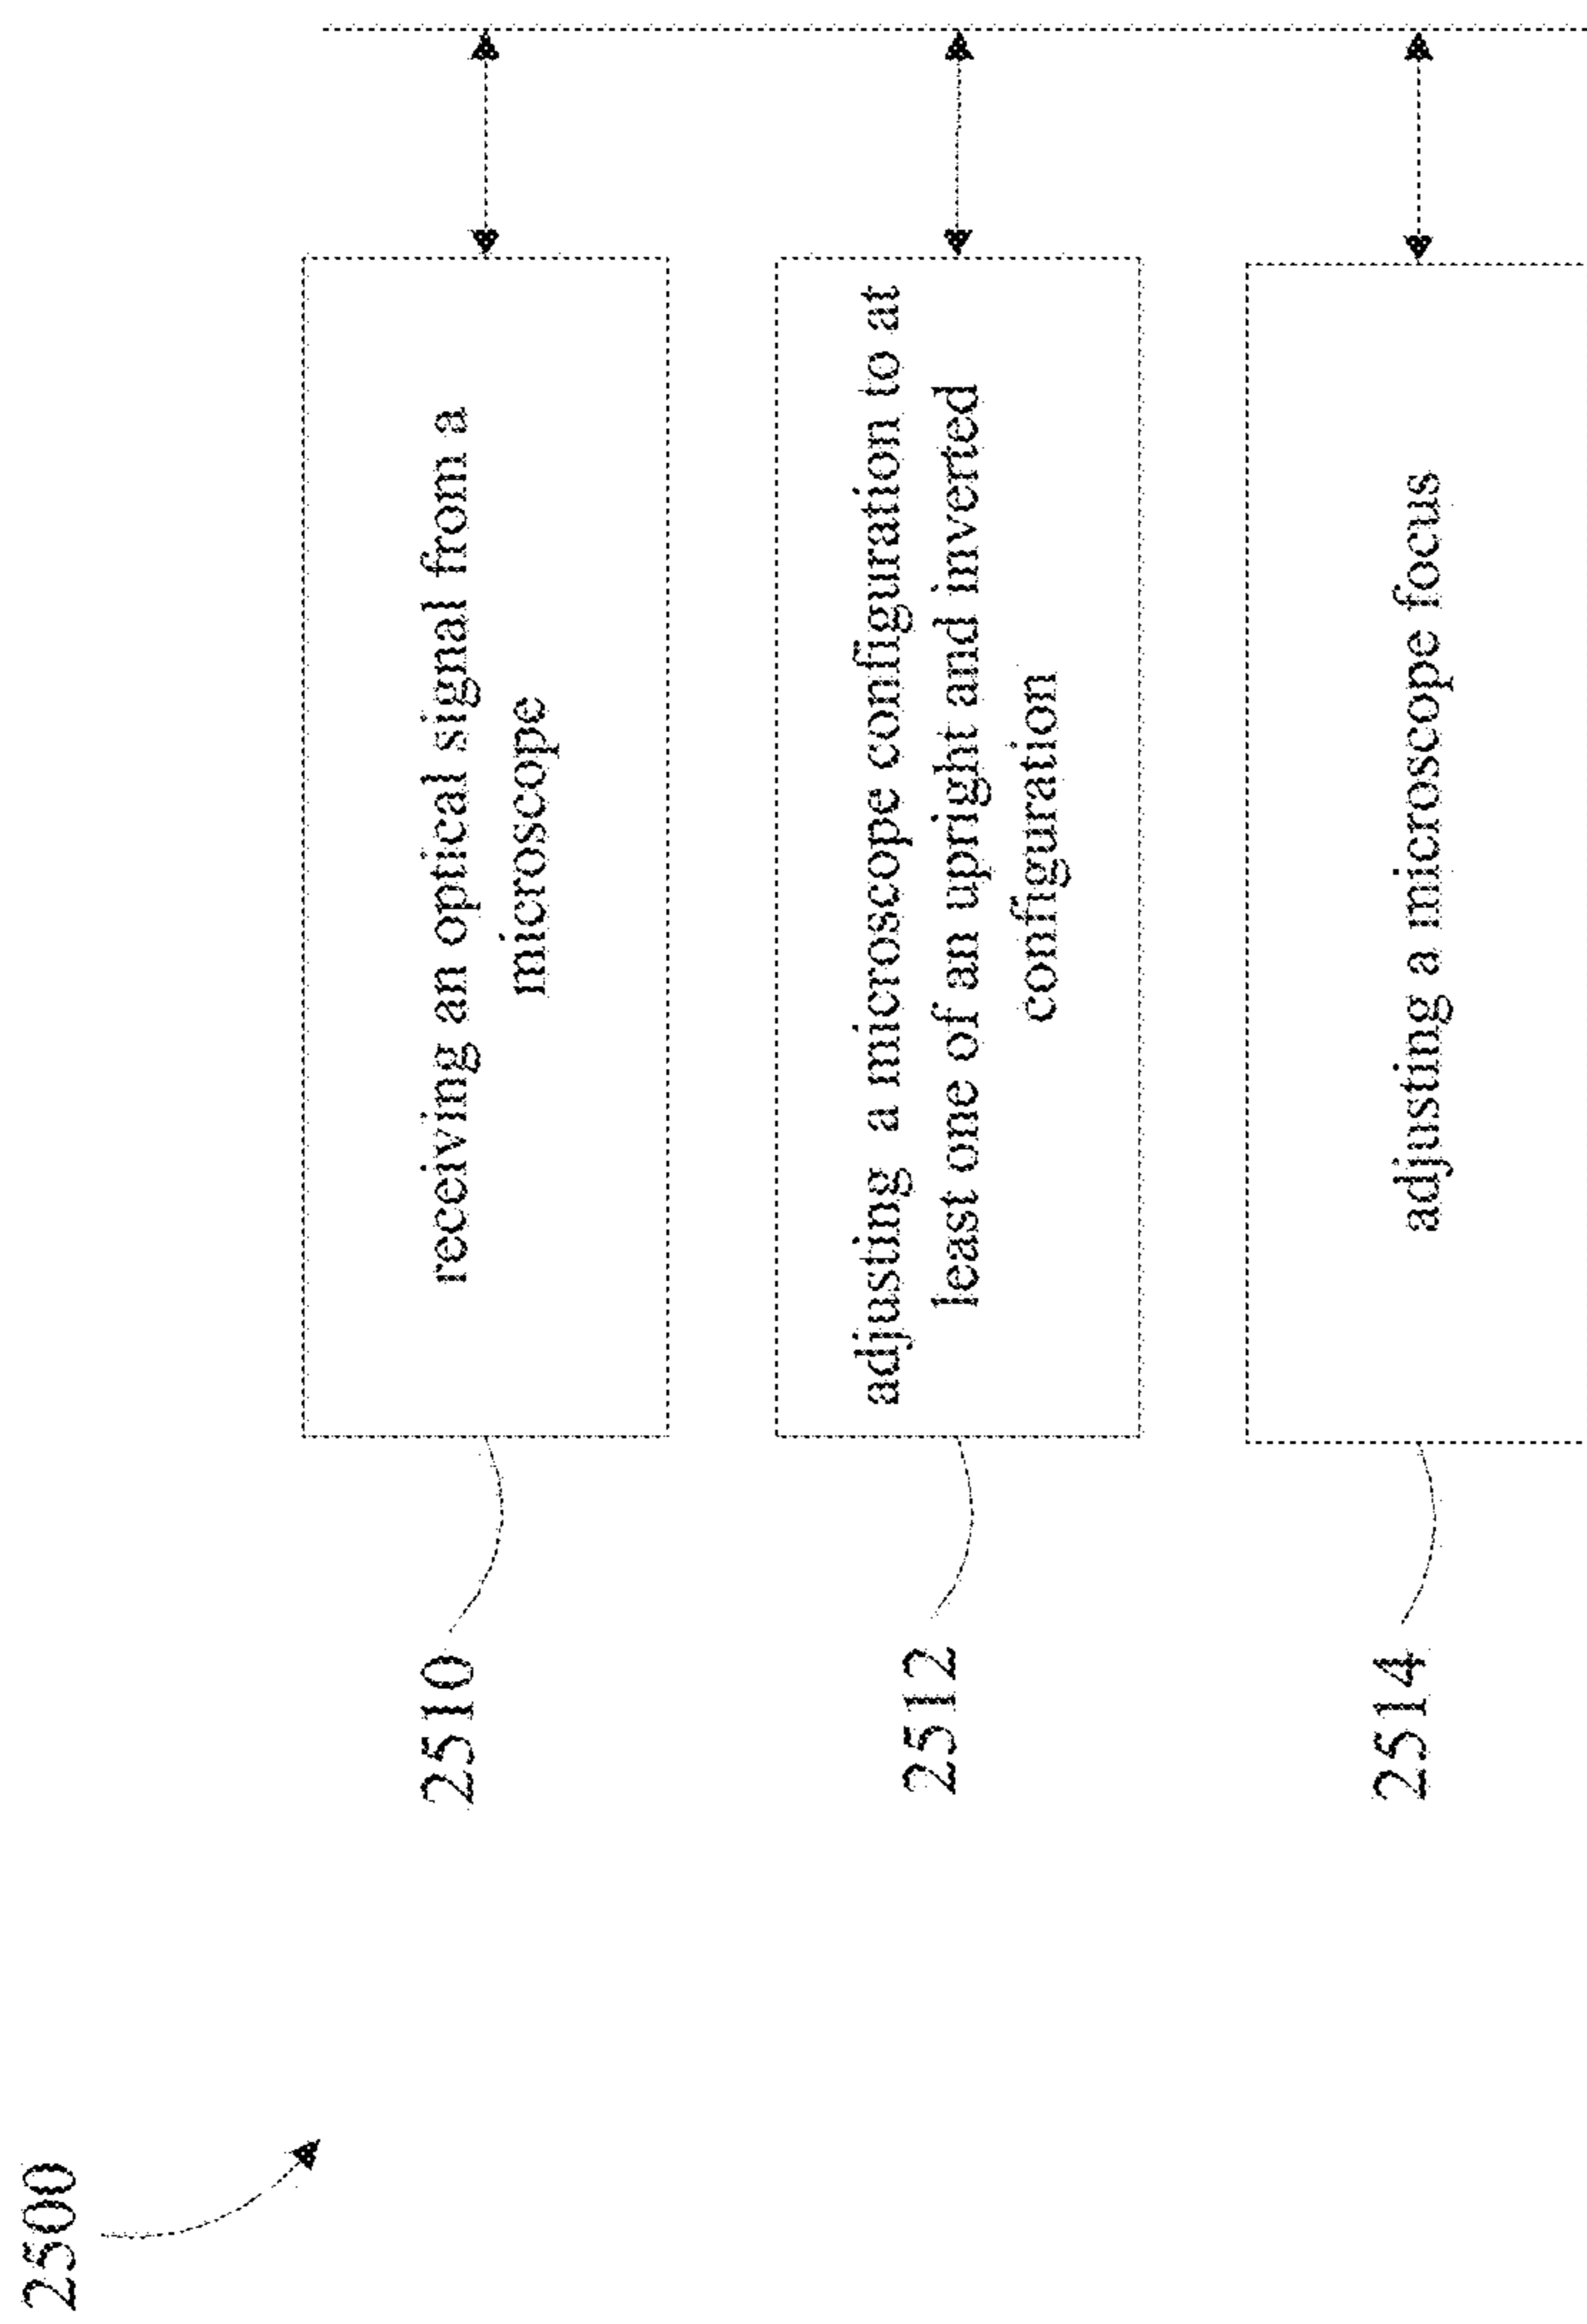 2500
2510
receiving an optical signal from a
microscope
2512
adjusting a microscope configuration to at
least one of an upright and inverted
configuration
2514
adjusting a microscope focus